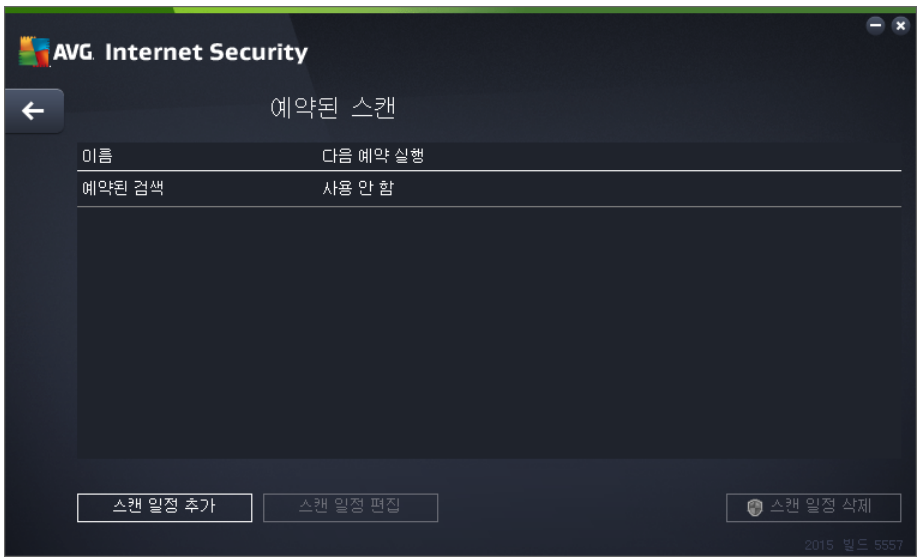 AVG. Internet Security
예약된 스캔
이름 다음 예약 실행
예약된 검색 사용 안 함
스캔 일정 추가 스캔 일정 편집 스캔 일정 삭제
2015 빌드 5557